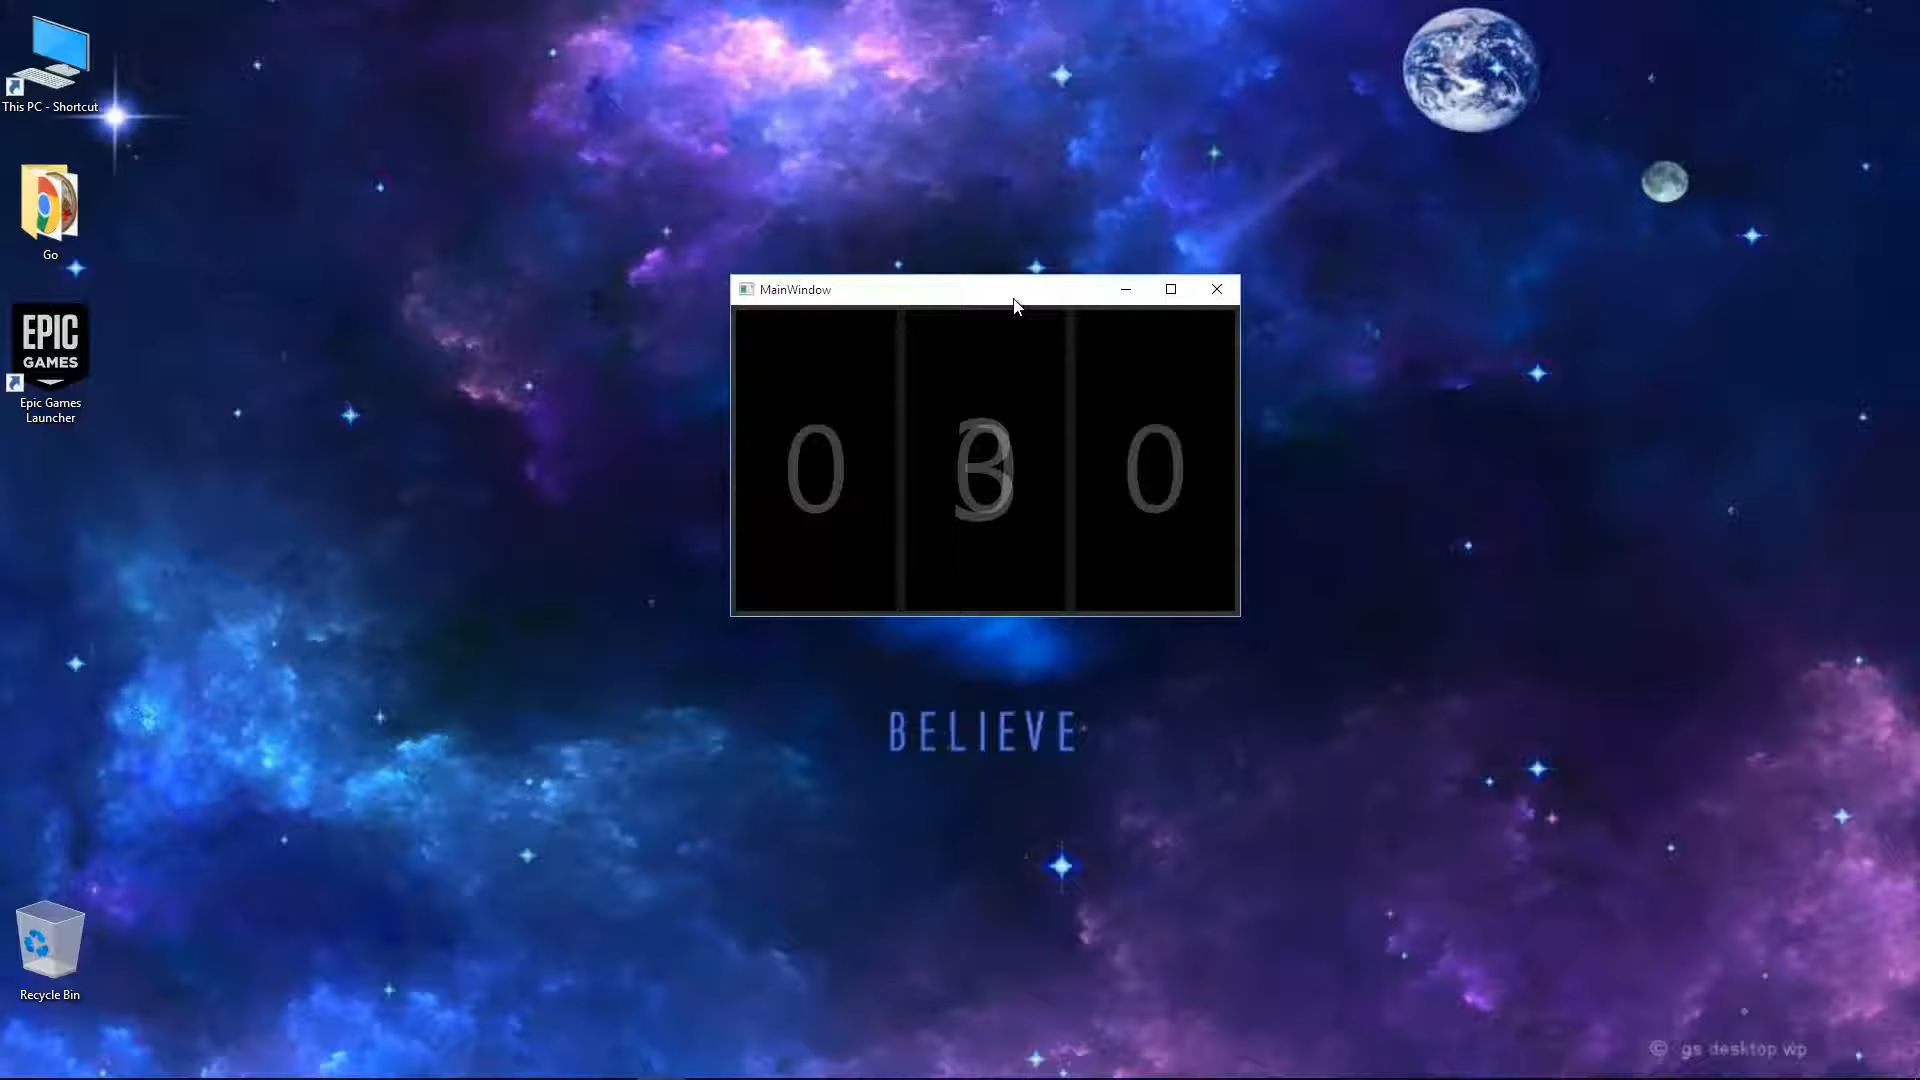 This PC - Shortcut
Go
EPIC
GAMES
Epic Games
Launcher
MainWindow
0 0
BELIEVE
Recycle Bin
© gs desktop wp